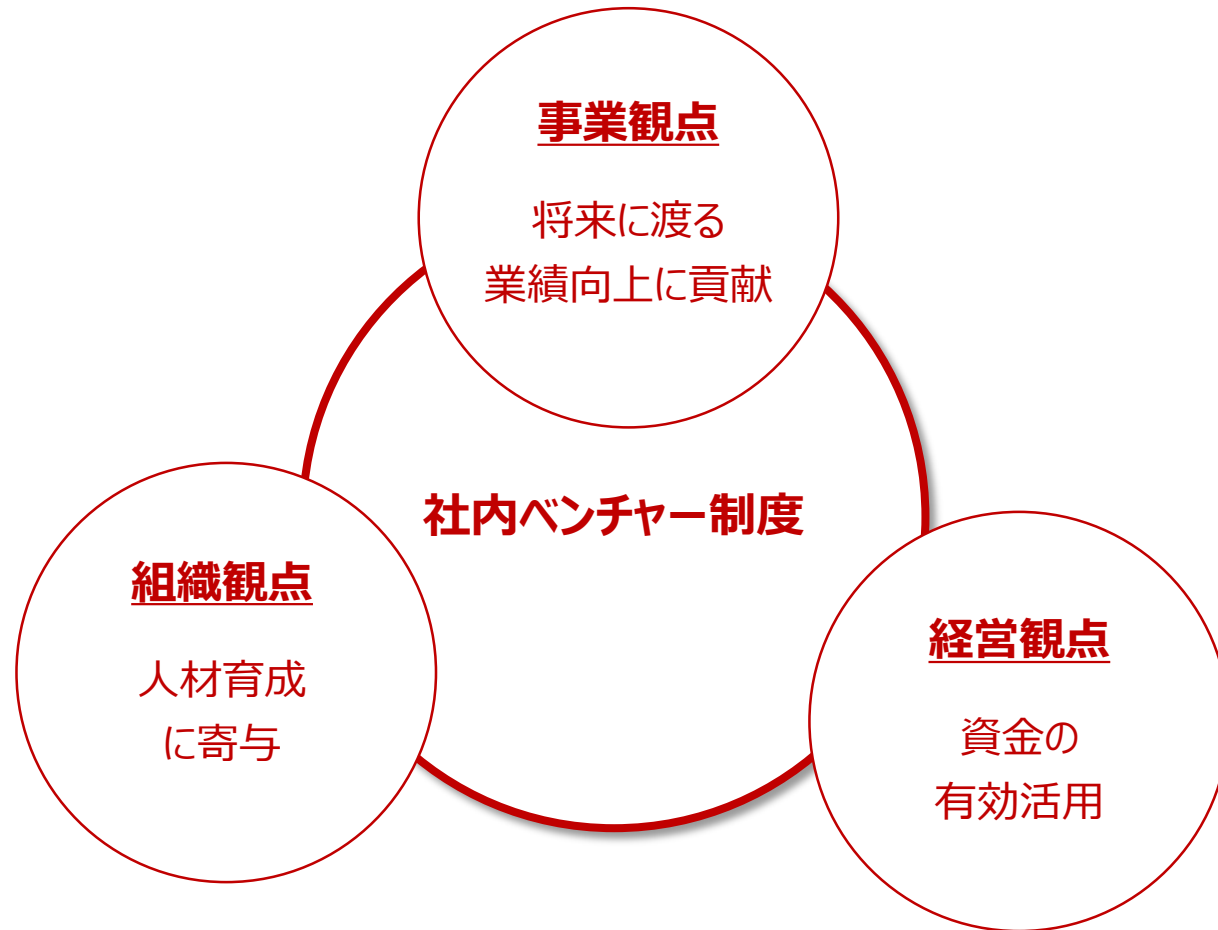 事業観点
将来に渡る
業績向上に貢献
社内ベンチャー制度
組織観点
人材育成
に寄与
経営観点
資金の
有効活用